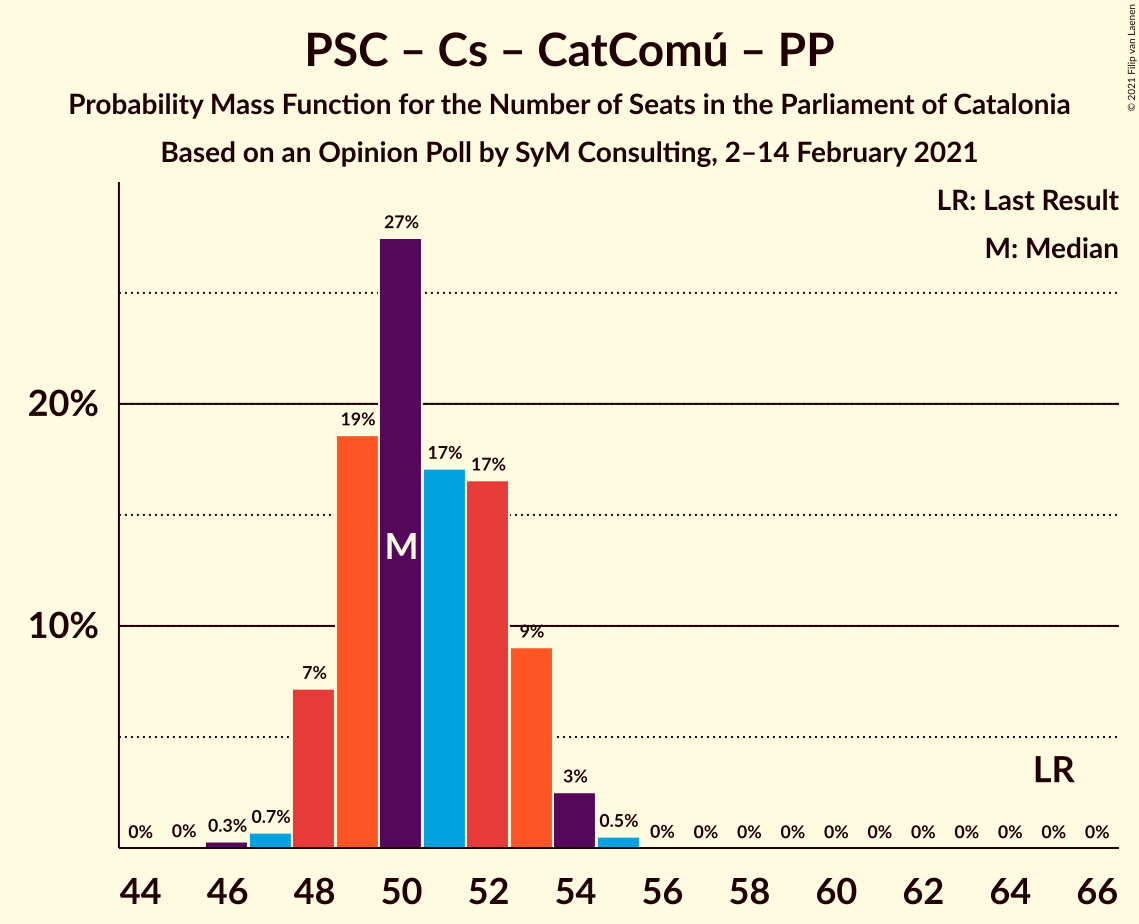 PSC – Cs – CatComú – PP
Probability Mass Function for the Number of Seats in the Parliament of Catalonia
Based on an Opinion Poll by SyM Consulting, 2–14 February 2021
© 2021 Filip van Laenen
LR: Last Result
M: Median
27%
20%
19%
17%
17%
M
10%
9%
7%
LR
3%
0% 0% 0.3% 0.7% 0.5% 0% 0% 0% 0% 0% 0% 0% 0% 0% 0% 0%
44 46 48 50 52 54 56 58 60 62 64 66